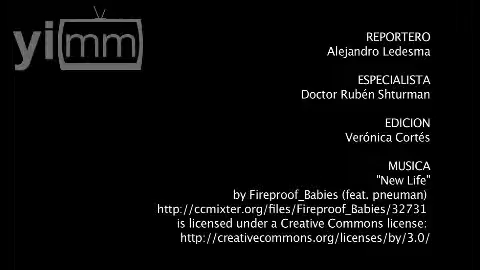 yimm
REPORTERO
Alejandro Ledesma
ESPECIALISTA
Doctor Rubén Shturman
EDICION
Verónica Cortés
MUSICA
"New Life"
by Fireproof_Babies (feat. pneuman)
http://ccmixter.org/files/Fireproof_Babies/32731
is licensed under a Creative Commons license:
http://creativecommons.org/licenses/by/3.0/